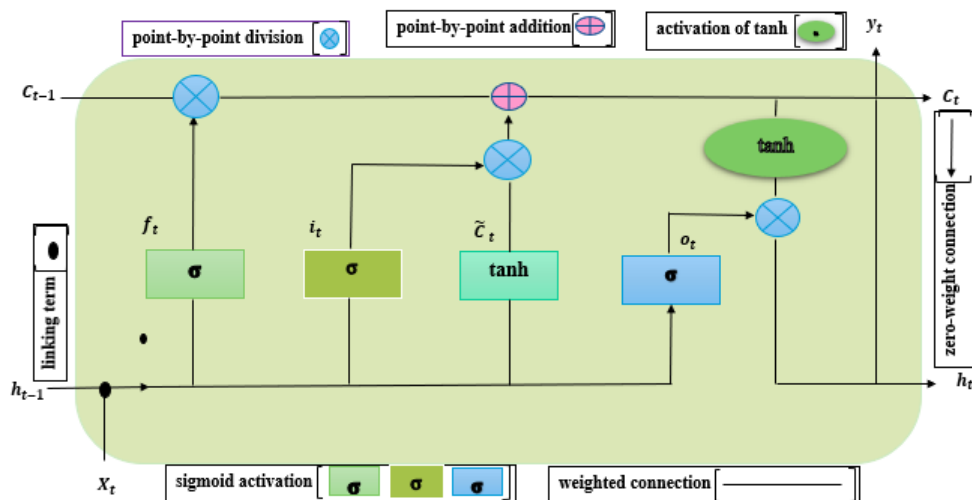 point-by-point division
point-by-point addition
activation of tanh
y_t
C_{t-1}
C_t
tanh
f_t
i_t
C̃_t
o_t
σ
σ
tanh
σ
linking term
zero-weight connection
h_{t-1}
h_t
X_t
sigmoid activation
σ
σ
σ
weighted connection